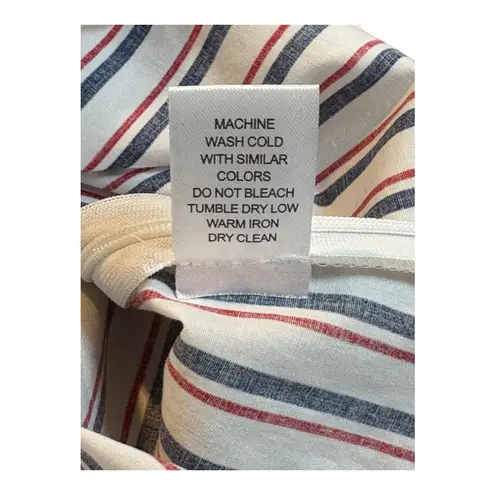 MACHINE
WASH COLD
WITH SIMILAR
COLORS
DO NOT BLEACH
TUMBLE DRY LOW
WARM IRON
DRY CLEAN